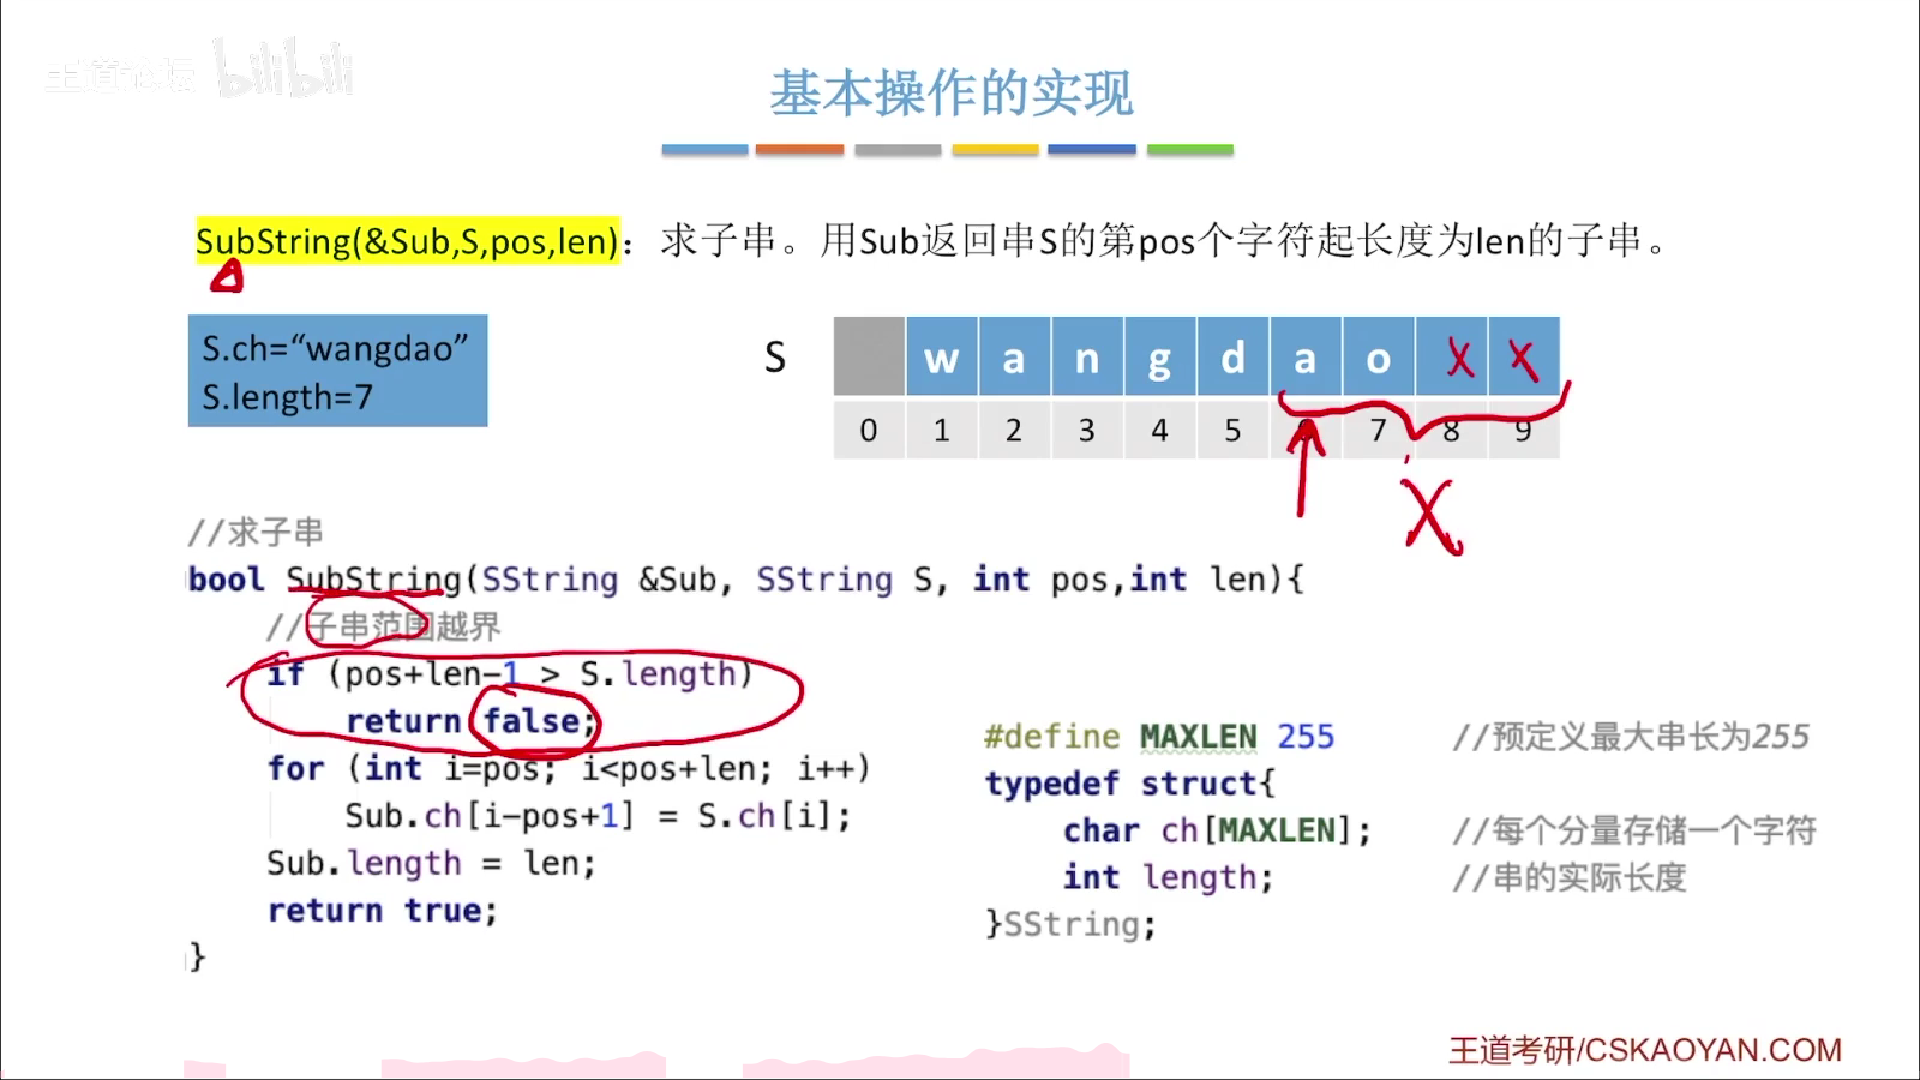 王道论坛 bilibili
基本操作的实现
SubString(&Sub,S,pos,len)：求子串。用Sub返回串S的第pos个字符起长度为len的子串。
S.ch=“wangdao”
S.length=7
S w a n g d a o X X
0 1 2 3 4 5 6 7 8 9
X
//求子串
bool SubString(SString &Sub, SString S, int pos,int len){
//子串范围越界
if (pos+len-1 > S.length)
return false;
for (int i=pos; i<pos+len; i++)
Sub.ch[i-pos+1] = S.ch[i];
Sub.length = len;
return true;
}
#define MAXLEN 255 //预定义最大串长为255
typedef struct{
char ch[MAXLEN]; //每个分量存储一个字符
int length; //串的实际长度
}SString;
王道考研/CSKAOYAN.COM